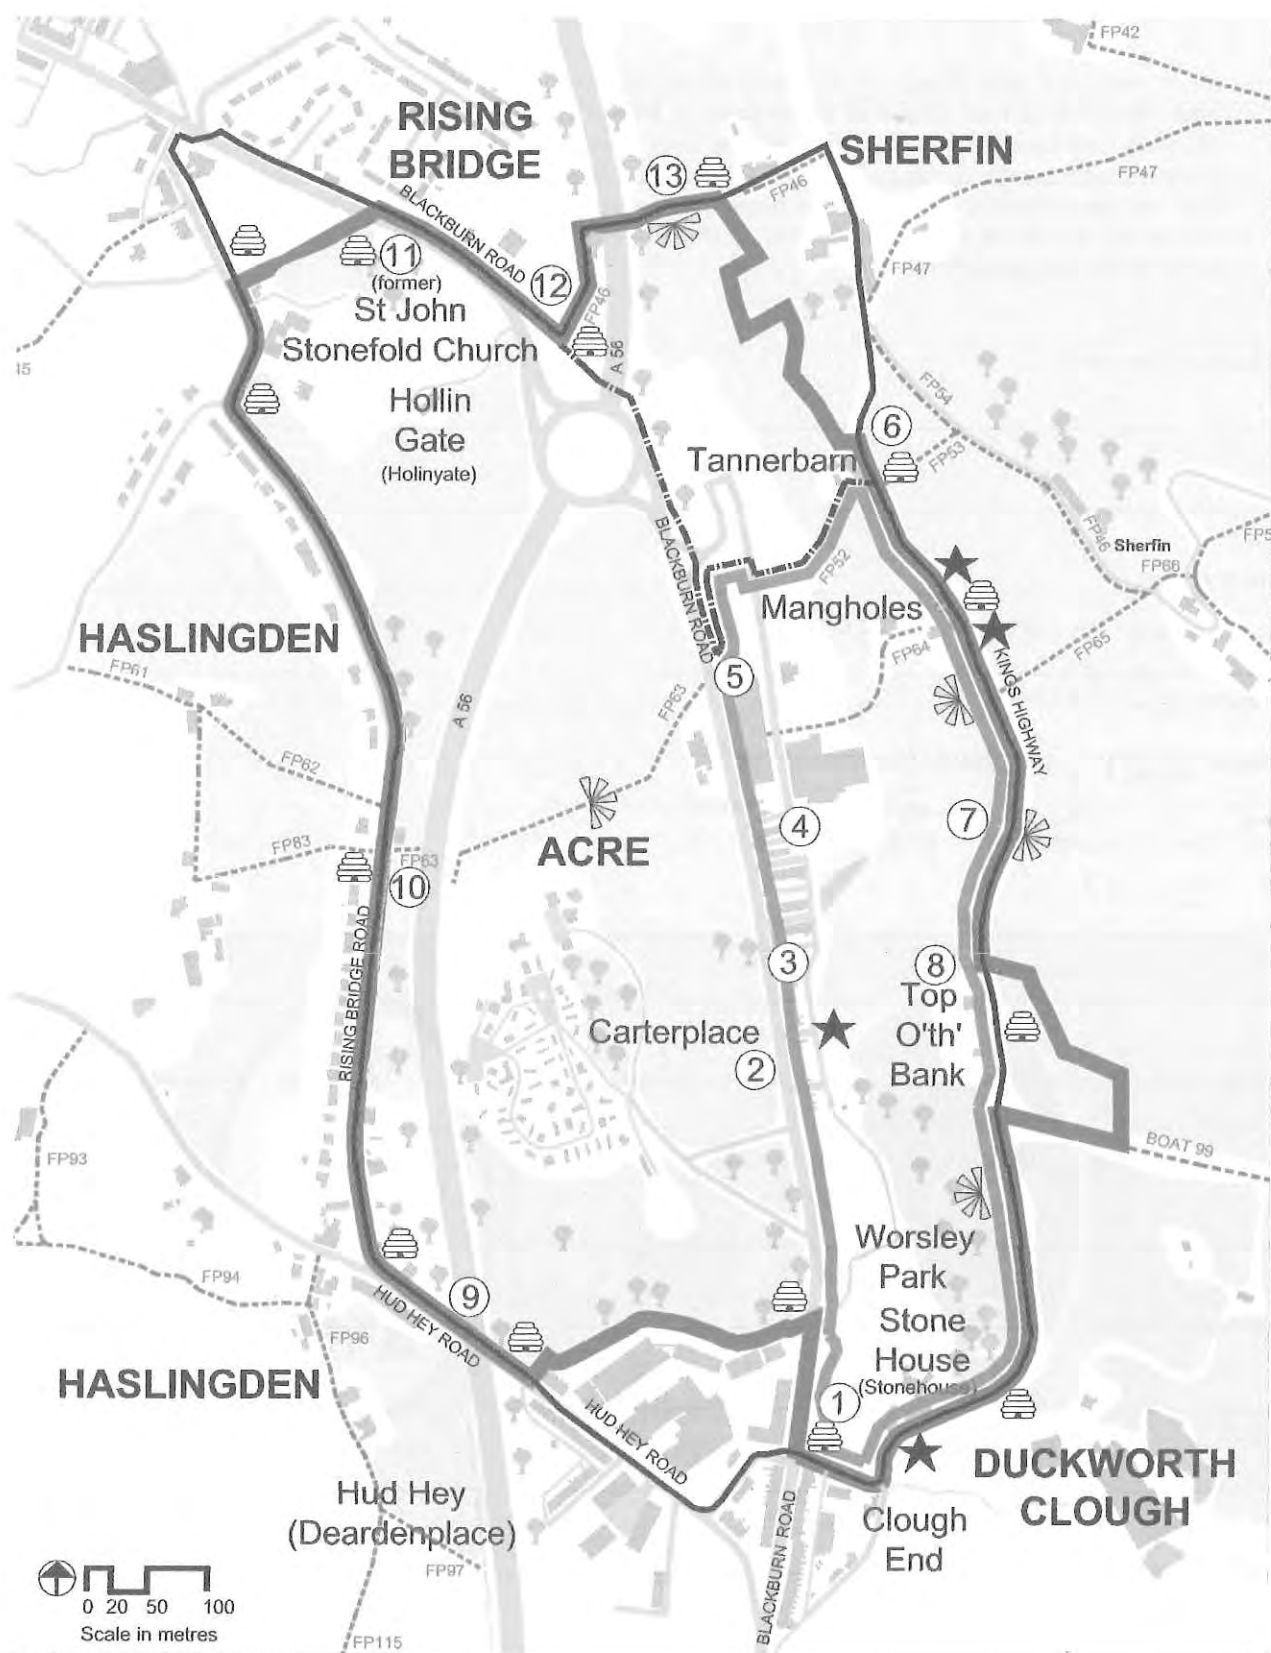 FP42
RISING
BRIDGE
SHERFIN
13
FP46
FP47
BLACKBURN ROAD
11
(former)
12
FP46
FP47
St John
Stonefold Church
A 56
FP54
Hollin
Gate
(Holinyate)
6
Tannerbarn
FP53
BLACKBURN ROAD
FP52
FP46
Sherfin
FP66
Mangholes
HASLINGDEN
FP61
FP64
FP65
KINGS HIGHWAY
5
FP63
A 56
FP62
4
7
ACRE
FP83
FP63
10
RISING BRIDGE ROAD
3
8
Top
O'th'
Bank
Carterplace
2
BOAT 99
FP93
Worsley
Park
FP94
9
HUD HEY ROAD
FP96
Stone
House
(Stonehouse)
HASLINGDEN
1
HUD HEY ROAD
DUCKWORTH
CLOUGH
Hud Hey
(Deardenplace)
BLACKBURN ROAD
Clough
End
FP97
0 20 50 100
Scale in metres
FP115